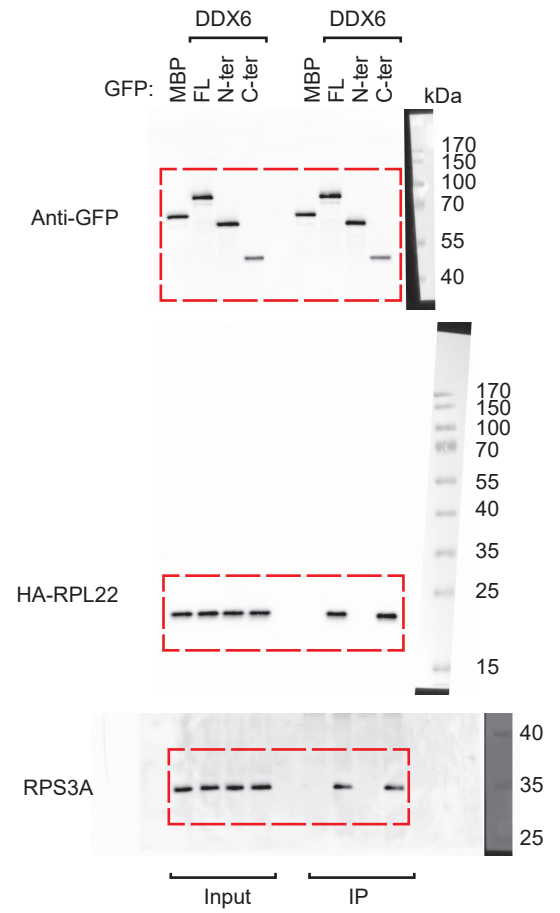 DDX6 DDX6
GFP: MBP FL N-ter C-ter MBP FL N-ter C-ter kDa
170
150
100
Anti-GFP 70
55
40
170
150
100
70
55
40
35
HA-RPL22 25
15
40
RPS3A 35
25
Input IP